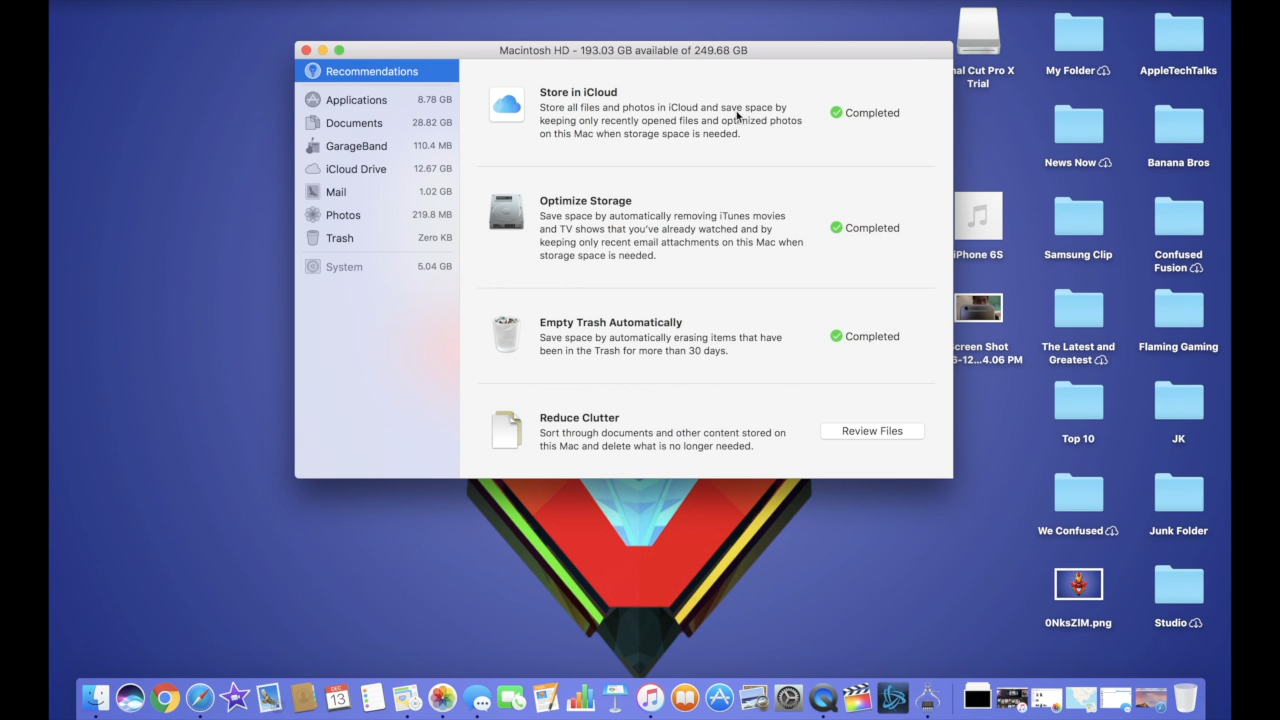 Macintosh HD - 193.03 GB available of 249.68 GB
Recommendations
Applications 8.78 GB
Documents 28.82 GB
GarageBand 110.4 MB
iCloud Drive 12.67 GB
Mail 1.02 GB
Photos 219.8 MB
Trash Zero KB
System 5.04 GB
Store in iCloud
Store all files and photos in iCloud and save space by
keeping only recently opened files and optimized photos
on this Mac when storage space is needed.
Completed
Optimize Storage
Save space by automatically removing iTunes movies
and TV shows that you've already watched and by
keeping only recent email attachments on this Mac when
storage space is needed.
Completed
Empty Trash Automatically
Save space by automatically erasing items that have
been in the Trash for more than 30 days.
Completed
Reduce Clutter
Sort through documents and other content stored on
this Mac and delete what is no longer needed.
Review Files
nal Cut Pro X
Trial
My Folder
AppleTechTalks
News Now
Banana Bros
iPhone 6S
Samsung Clip
Confused
Fusion
creen Shot
6-12...4.06 PM
The Latest and
Greatest
Flaming Gaming
Top 10
JK
We Confused
Junk Folder
0NksZIM.png
Studio
DEC
13